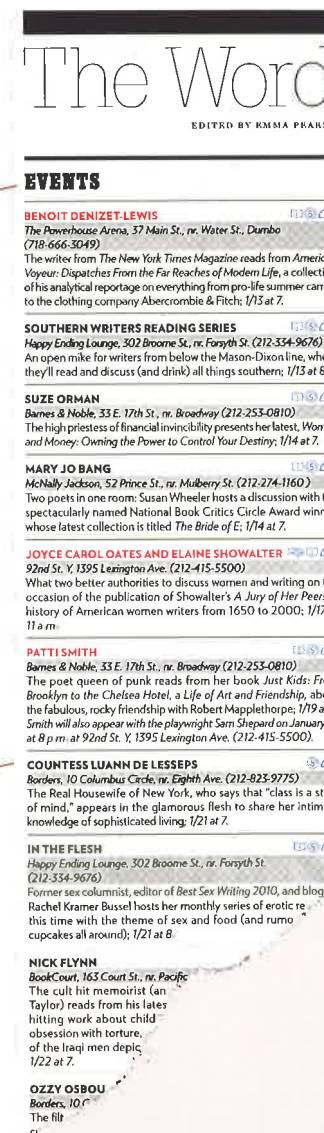 The Word
EDITED BY EMMA PEARS
EVENTS
BENOIT DENIZET-LEWIS
The Powerhouse Arena, 37 Main St., nr. Water St., Dumbo
(718-666-3049)
The writer from The New York Times Magazine reads from Americ
Voyeur: Dispatches From the Far Reaches of Modern Life, a collecti
of his analytical reportage on everything from pro-life summer cam
to the clothing company Abercrombie & Fitch; 1/13 at 7.
SOUTHERN WRITERS READING SERIES
Happy Ending Lounge, 302 Broome St., nr. Forsyth St. (212-334-9676)
An open mike for writers from below the Mason-Dixon line, whe
they'll read and discuss (and drink) all things southern; 1/13 at 8
SUZE ORMAN
Barnes & Noble, 33 E. 17th St., nr. Broadway (212-253-0810)
The high priestess of financial invincibility presents her latest, Wom
and Money: Owning the Power to Control Your Destiny; 1/14 at 7.
MARY JO BANG
McNally Jackson, 52 Prince St., nr. Mulberry St. (212-274-1160)
Two poets in one room: Susan Wheeler hosts a discussion with t
spectacularly named National Book Critics Circle Award winn
whose latest collection is titled The Bride of E; 1/14 at 7.
JOYCE CAROL OATES AND ELAINE SHOWALTER
92nd St. Y, 1395 Lexington Ave. (212-415-5500)
What two better authorities to discuss women and writing on t
occasion of the publication of Showalter's A Jury of Her Peers
history of American women writers from 1650 to 2000; 1/17
11 a.m.
PATTI SMITH
Barnes & Noble, 33 E. 17th St., nr. Broadway (212-253-0810)
The poet queen of punk reads from her book Just Kids: Fr
Brooklyn to the Chelsea Hotel, a Life of Art and Friendship, abo
the fabulous, rocky friendship with Robert Mapplethorpe; 1/19 a
Smith will also appear with the playwright Sam Shepard on January
at 8 p.m. at 92nd St. Y, 1395 Lexington Ave. (212-415-5500).
COUNTESS LUANN DE LESSEPS
Borders, 10 Columbus Circle, nr. Eighth Ave. (212-823-9775)
The Real Housewife of New York, who says that "class is a st
of mind," appears in the glamorous flesh to share her intim
knowledge of sophisticated living; 1/21 at 7.
IN THE FLESH
Happy Ending Lounge, 302 Broome St., nr. Forsyth St.
(212-334-9676)
Former sex columnist, editor of Best Sex Writing 2010, and blog
Rachel Kramer Bussel hosts her monthly series of erotic re
this time with the theme of sex and food (and rumo
cupcakes all around); 1/21 at 8.
NICK FLYNN
BookCourt, 163 Court St., nr. Pacific
The cult hit memoirist (an
Taylor) reads from his lates
hitting work about child
obsession with torture,
of the Iraqi men depic
1/22 at 7.
OZZY OSBOU
Borders, 10 C
The filt